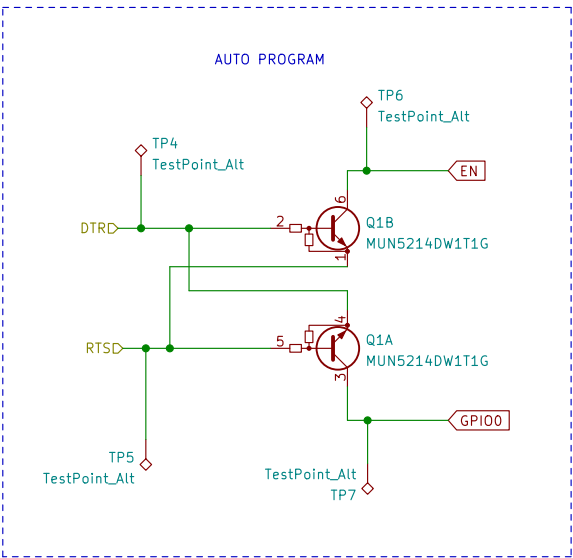 AUTO PROGRAM
TP6
TestPoint_Alt
TP4
TestPoint_Alt
EN
6
2
Q1B
DTR
MUN5214DW1T1G
1
4
5
Q1A
RTS
MUN5214DW1T1G
3
GPIO0
TP5
TestPoint_Alt
TestPoint_Alt
TP7